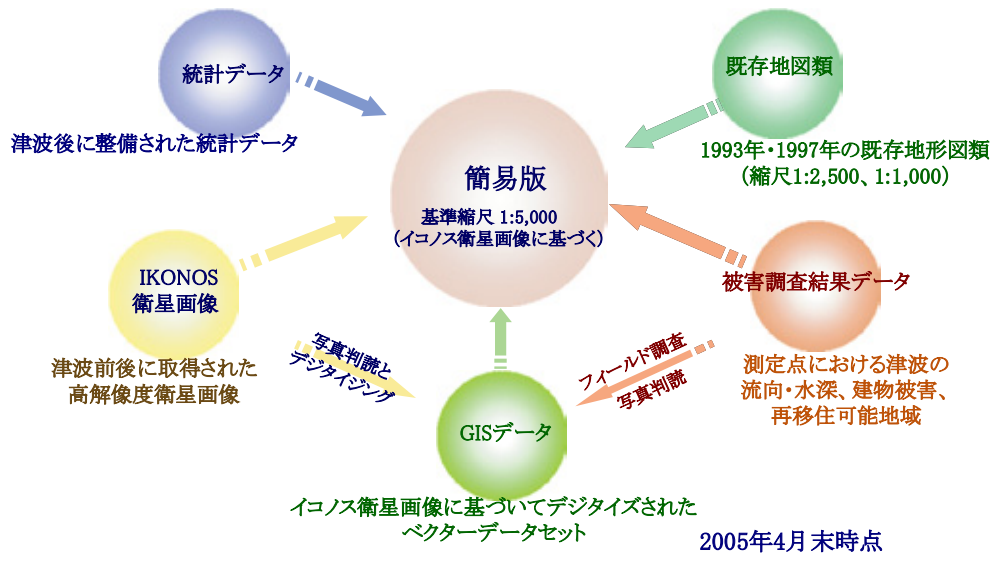 統計データ
津波後に整備された統計データ
既存地図類
1993年・1997年の既存地形図類
（縮尺1:2,500、1:1,000）
簡易版
基準縮尺 1:5,000
（イコノス衛星画像に基づく）
IKONOS
衛星画像
津波前後に取得された
高解像度衛星画像
被害調査結果データ
測定点における津波の
流向・水深、建物被害、
再移住可能地域
写真判読と
デジタイジング
フィールド調査
写真判読
GISデータ
イコノス衛星画像に基づいてデジタイズされた
ベクターデータセット
2005年4月末時点